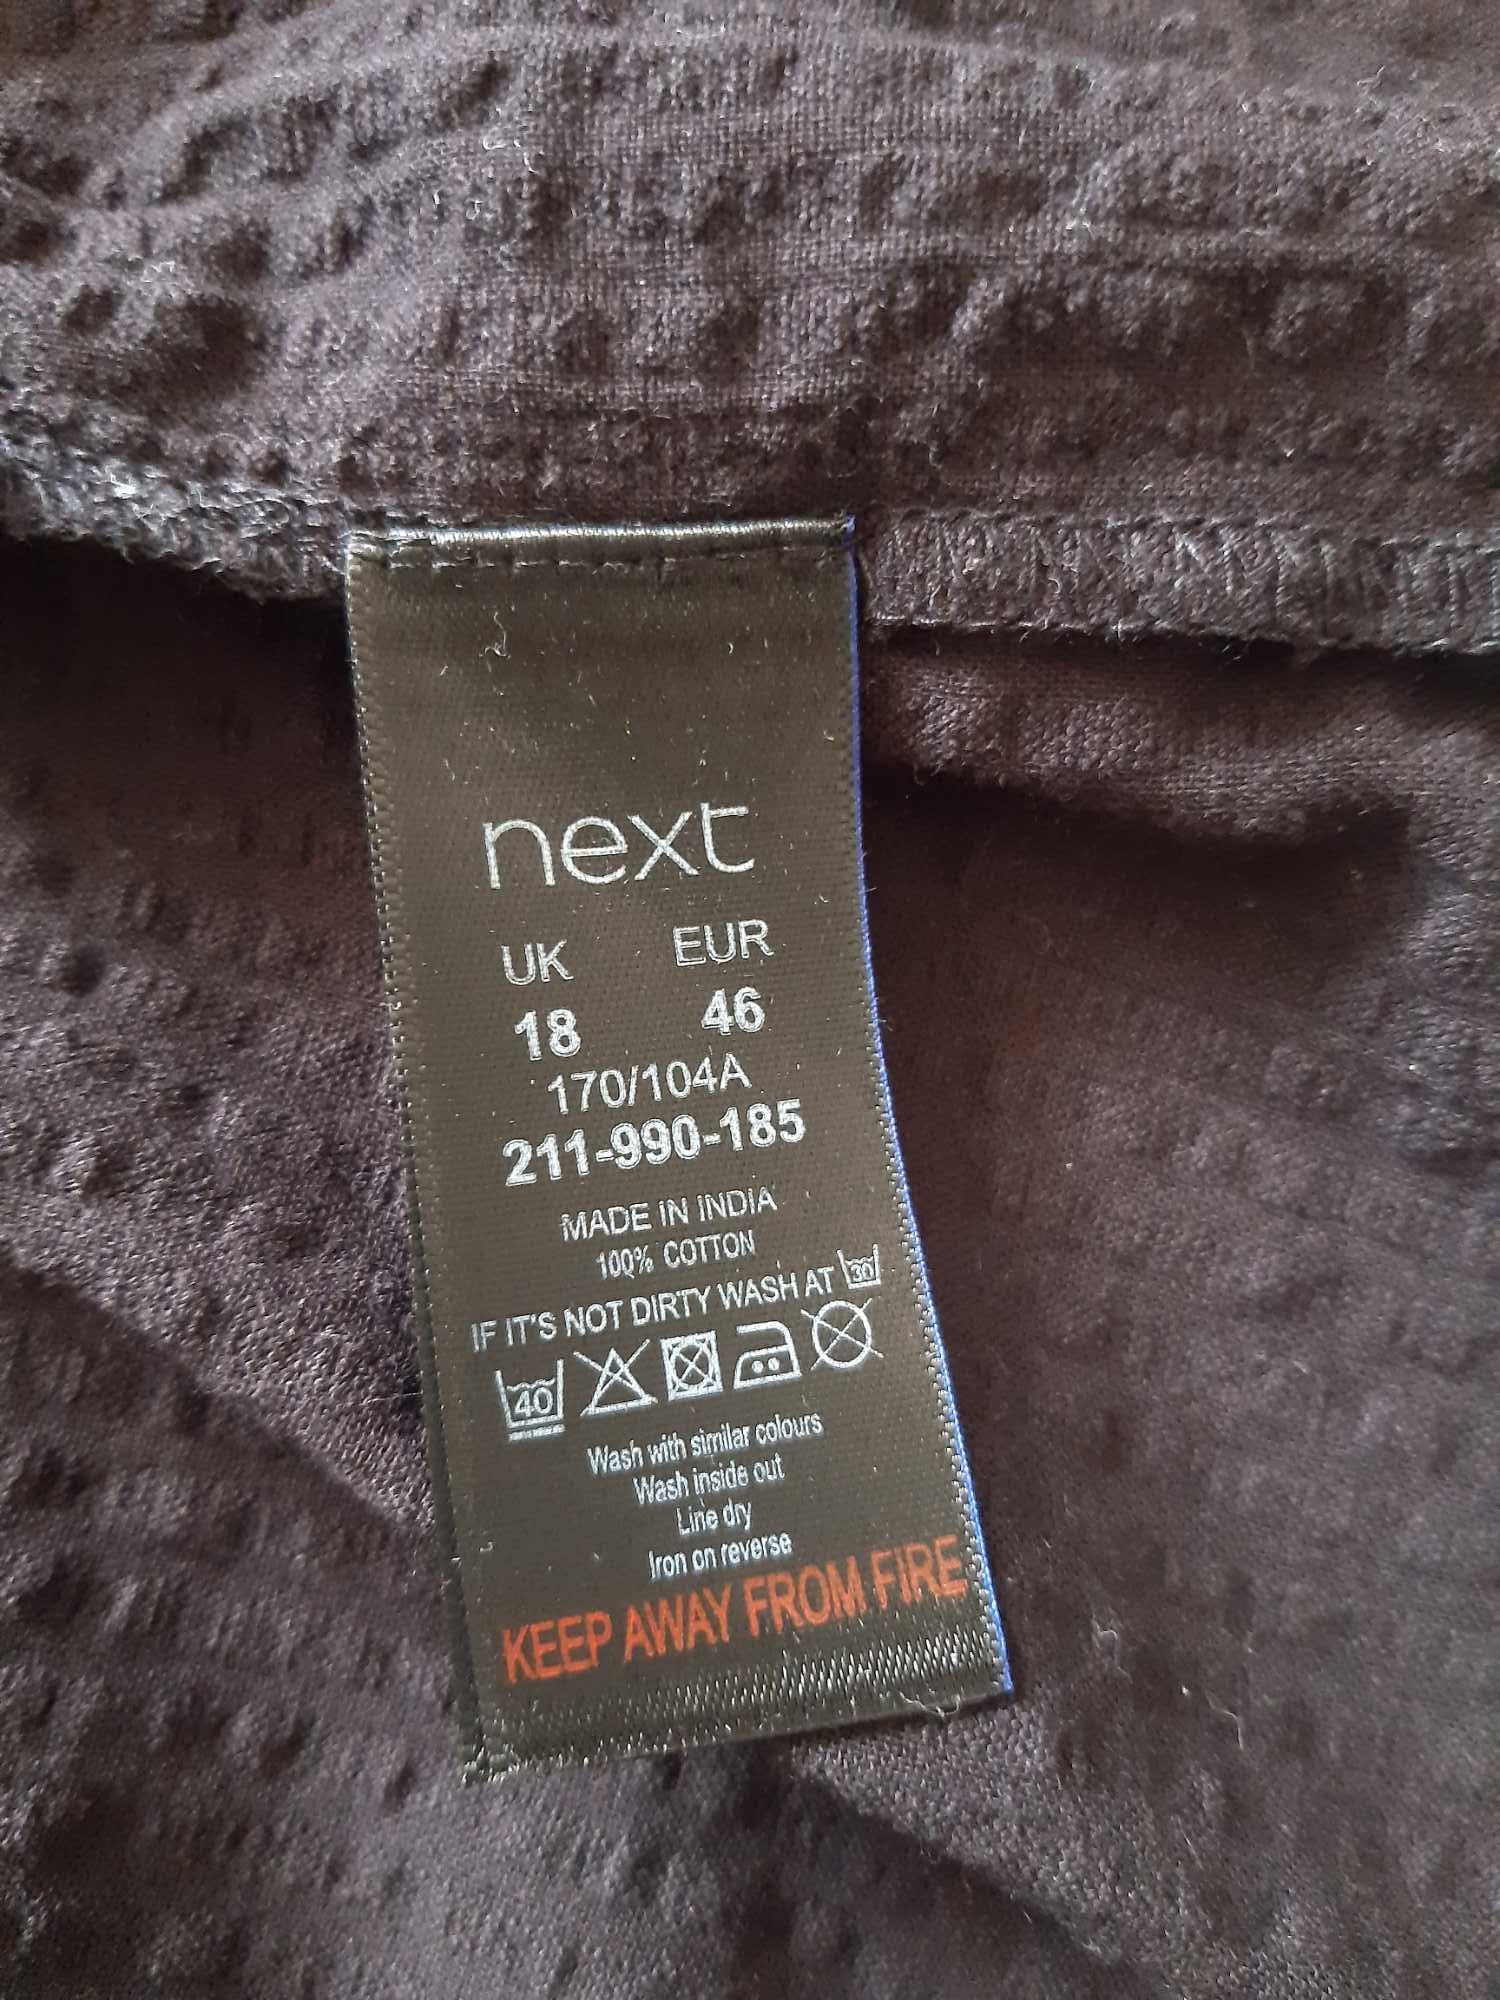 next
UK EUR
18 46
170/104A
211-990-185
MADE IN INDIA
100% COTTON
IF IT'S NOT DIRTY WASH AT 30
40
Wash with similar colours
Wash inside out
Line dry
Iron on reverse
KEEP AWAY FROM FIRE